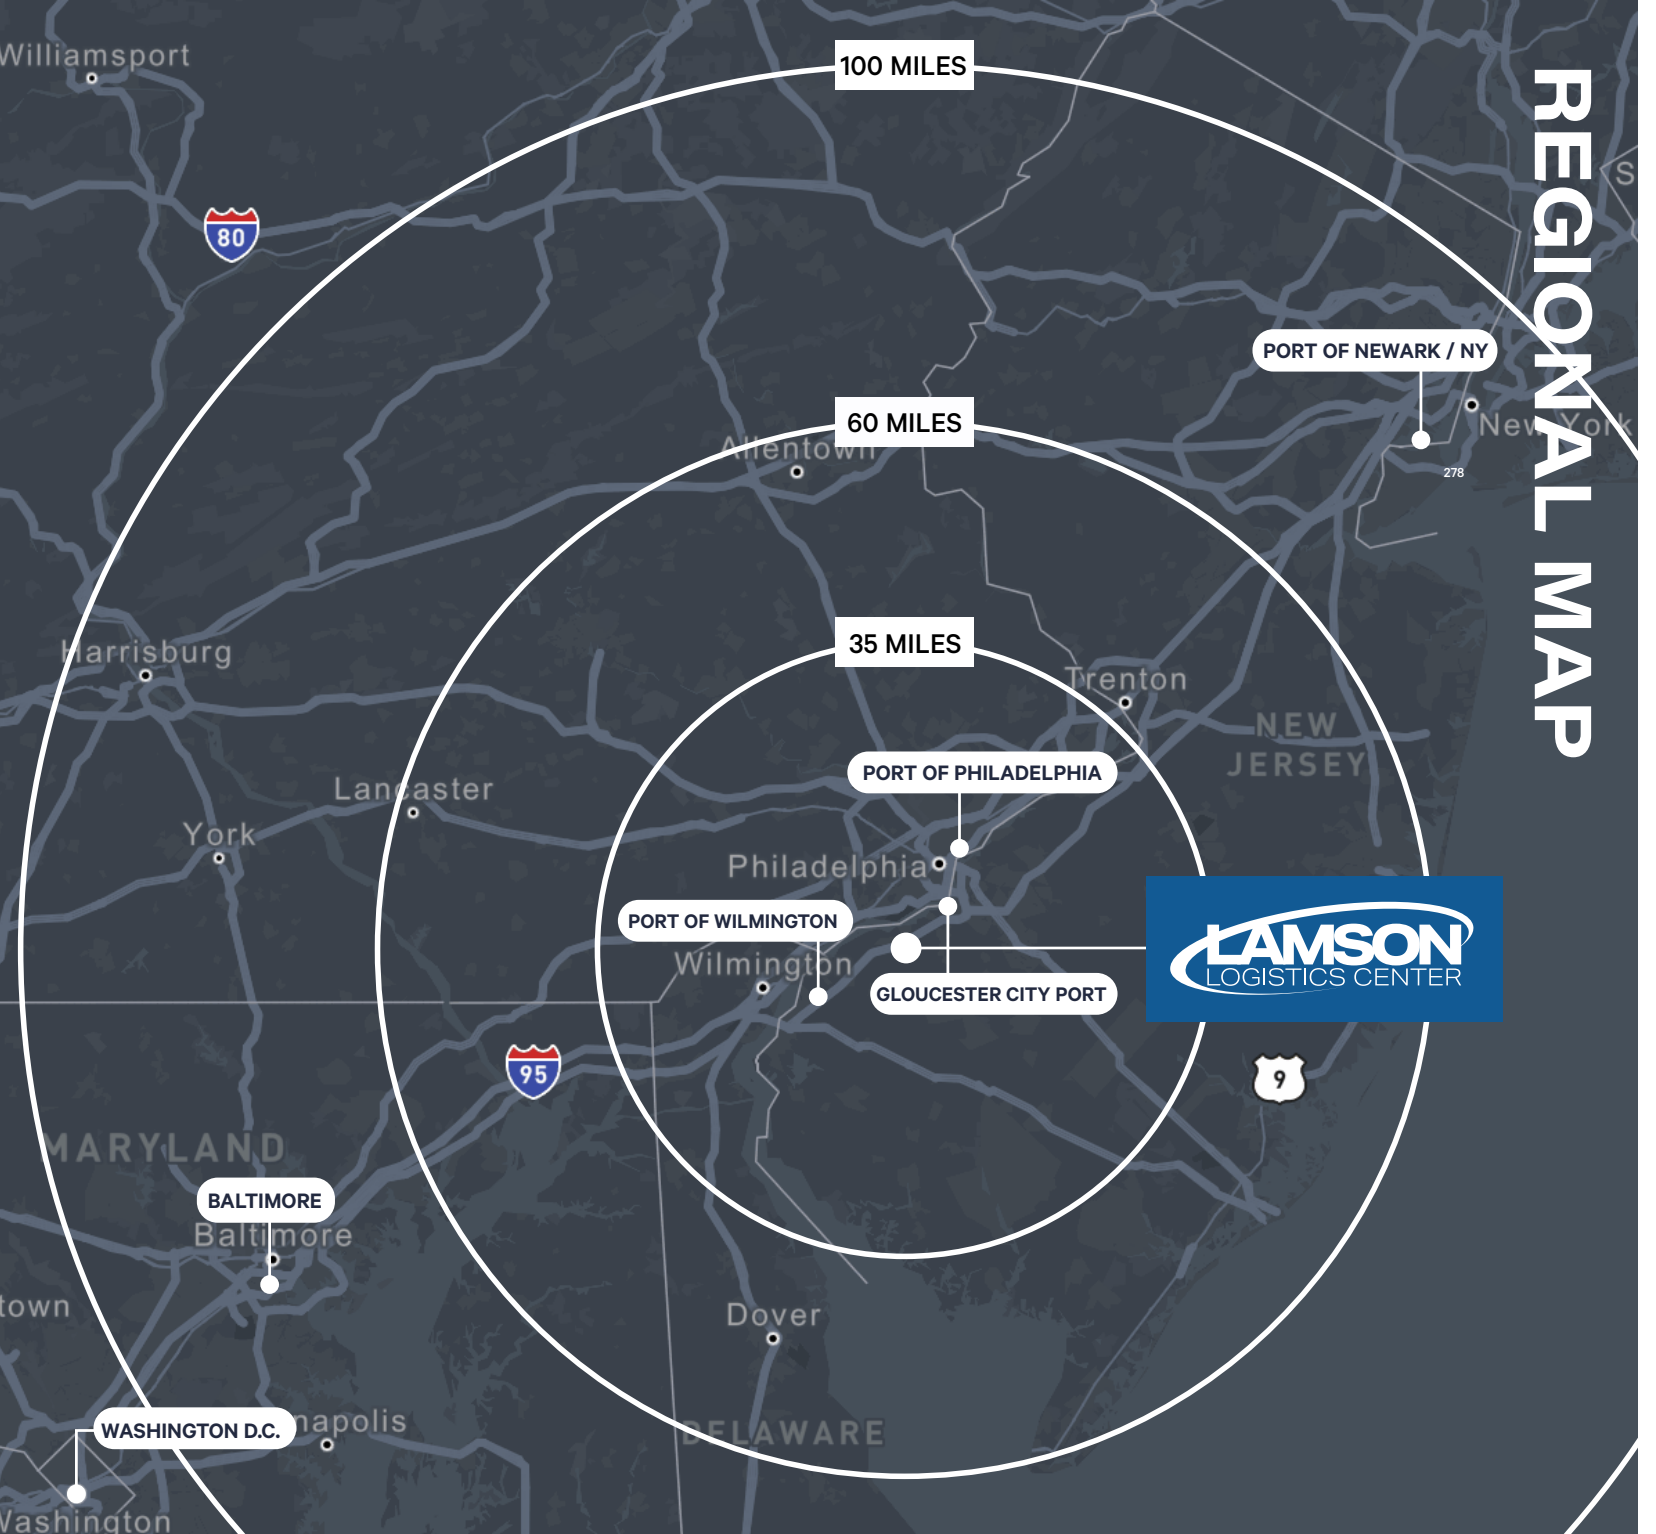 Williamsport
100 MILES
REGIONAL MAP
S
80
PORT OF NEWARK / NY
New York
278
60 MILES
Allentown
35 MILES
Harrisburg
Trenton
NEW
JERSEY
PORT OF PHILADELPHIA
Lancaster
York
Philadelphia
PORT OF WILMINGTON
LAMSON
LOGISTICS CENTER
Wilmington
GLOUCESTER CITY PORT
95
9
MARYLAND
BALTIMORE
Baltimore
town
Dover
WASHINGTON D.C.
napolis
DELAWARE
Washington